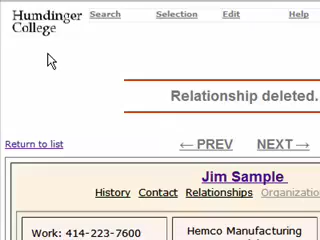 Humdinger College
Search Selection Edit Help
Relationship deleted.
Return to list ← PREV NEXT →
Jim Sample
History Contact Relationships Organizatio
Work: 414-223-7600
Hemco Manufacturing